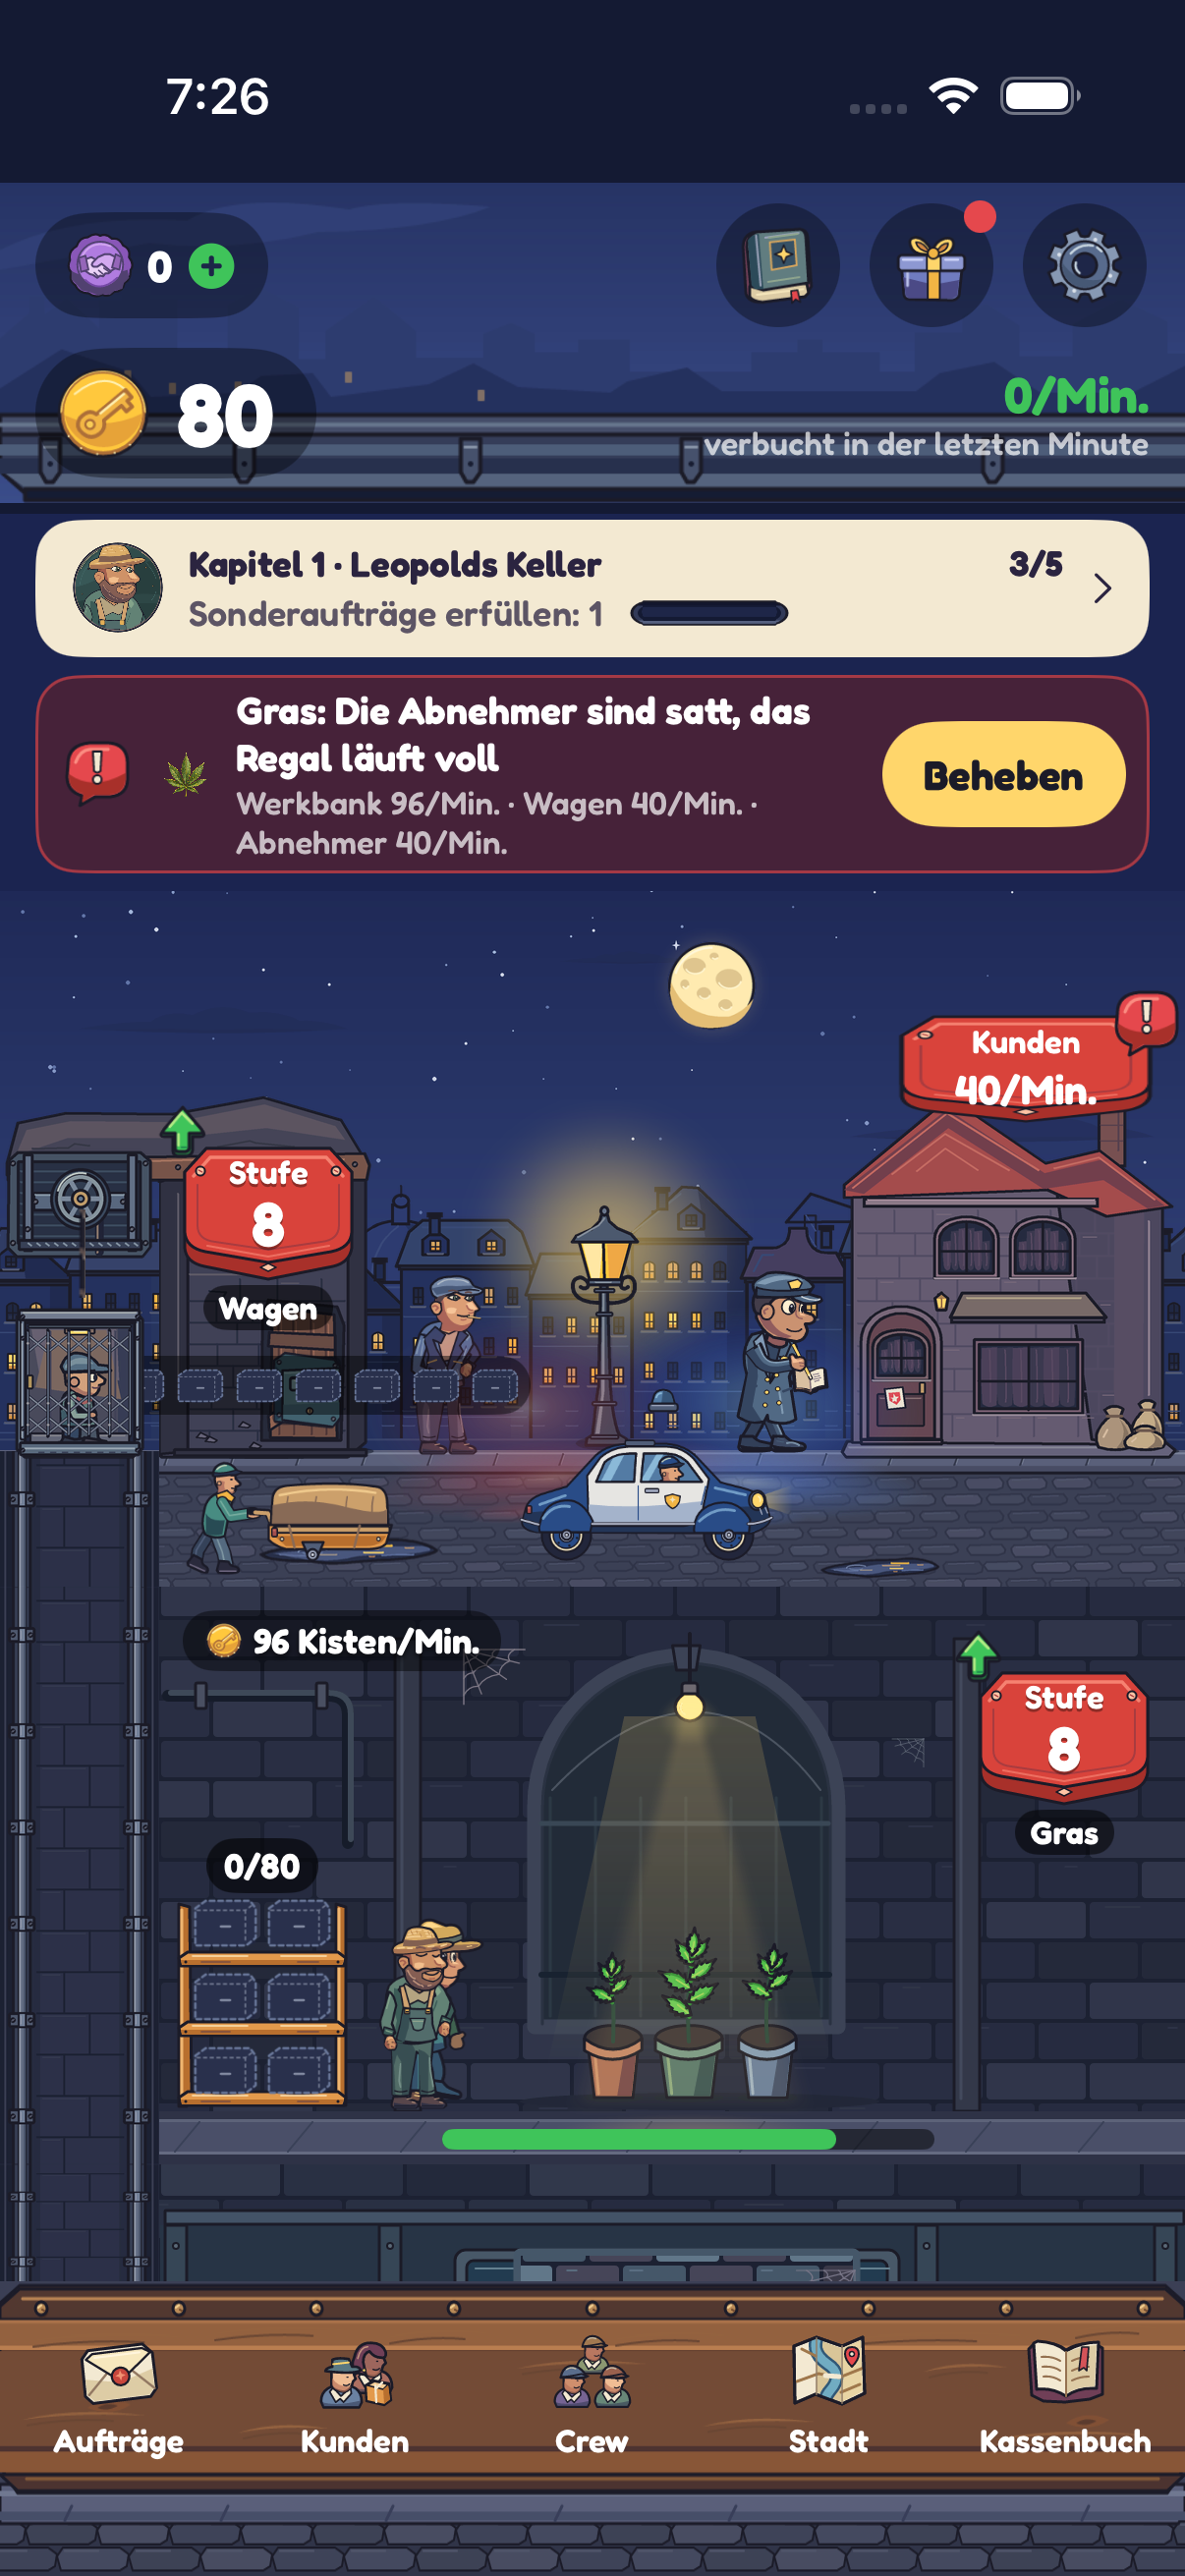 7:26
0
80
0/Min.
verbucht in der letzten Minute
Kapitel 1 · Leopolds Keller
3/5
Sonderaufträge erfüllen: 1
Gras: Die Abnehmer sind satt, das
Regal läuft voll
Werkbank 96/Min. · Wagen 40/Min. ·
Abnehmer 40/Min.
Beheben
Kunden
40/Min.
Stufe
8
Wagen
96 Kisten/Min.
Stufe
8
Gras
0/80
Aufträge
Kunden
Crew
Stadt
Kassenbuch